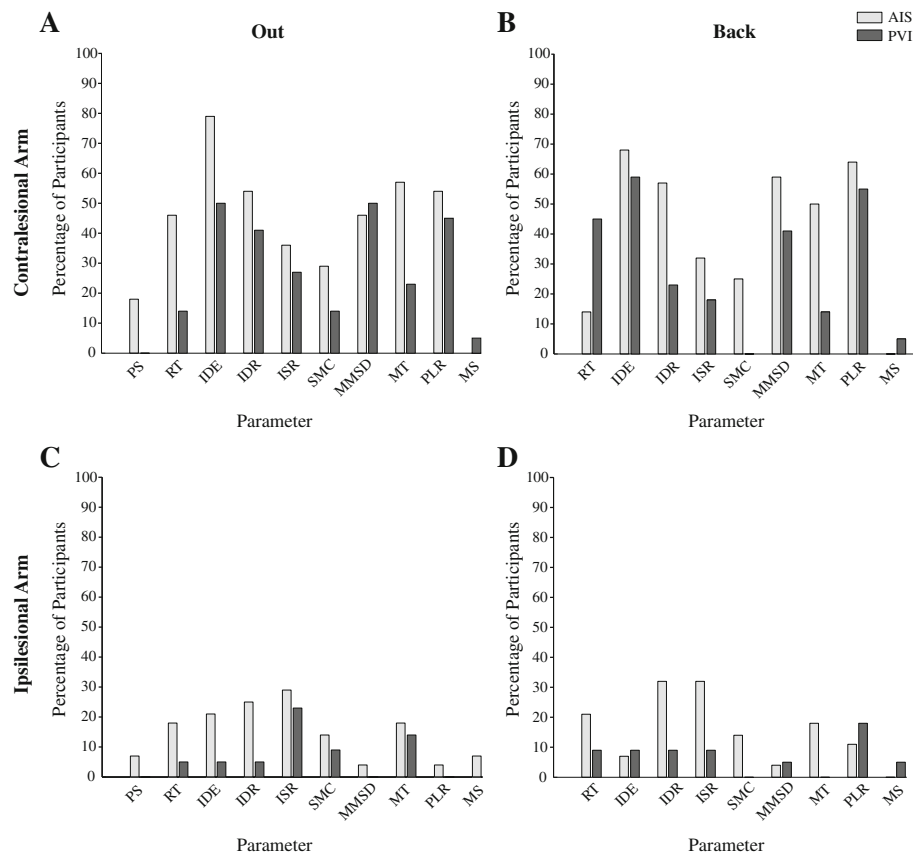 A
Out
B
Back
AIS
PVI
Contralesional Arm
Percentage of Participants
100
90
80
70
60
50
40
30
20
10
0
PS
RT
IDE
IDR
ISR
SMC
MMSD
MT
PLR
MS
Parameter
Percentage of Participants
100
90
80
70
60
50
40
30
20
10
0
RT
IDE
IDR
ISR
SMC
MMSD
MT
PLR
MS
Parameter
C
D
Ipsilesional Arm
Percentage of Participants
100
90
80
70
60
50
40
30
20
10
0
PS
RT
IDE
IDR
ISR
SMC
MMSD
MT
PLR
MS
Parameter
Percentage of Participants
100
90
80
70
60
50
40
30
20
10
0
RT
IDE
IDR
ISR
SMC
MMSD
MT
PLR
MS
Parameter